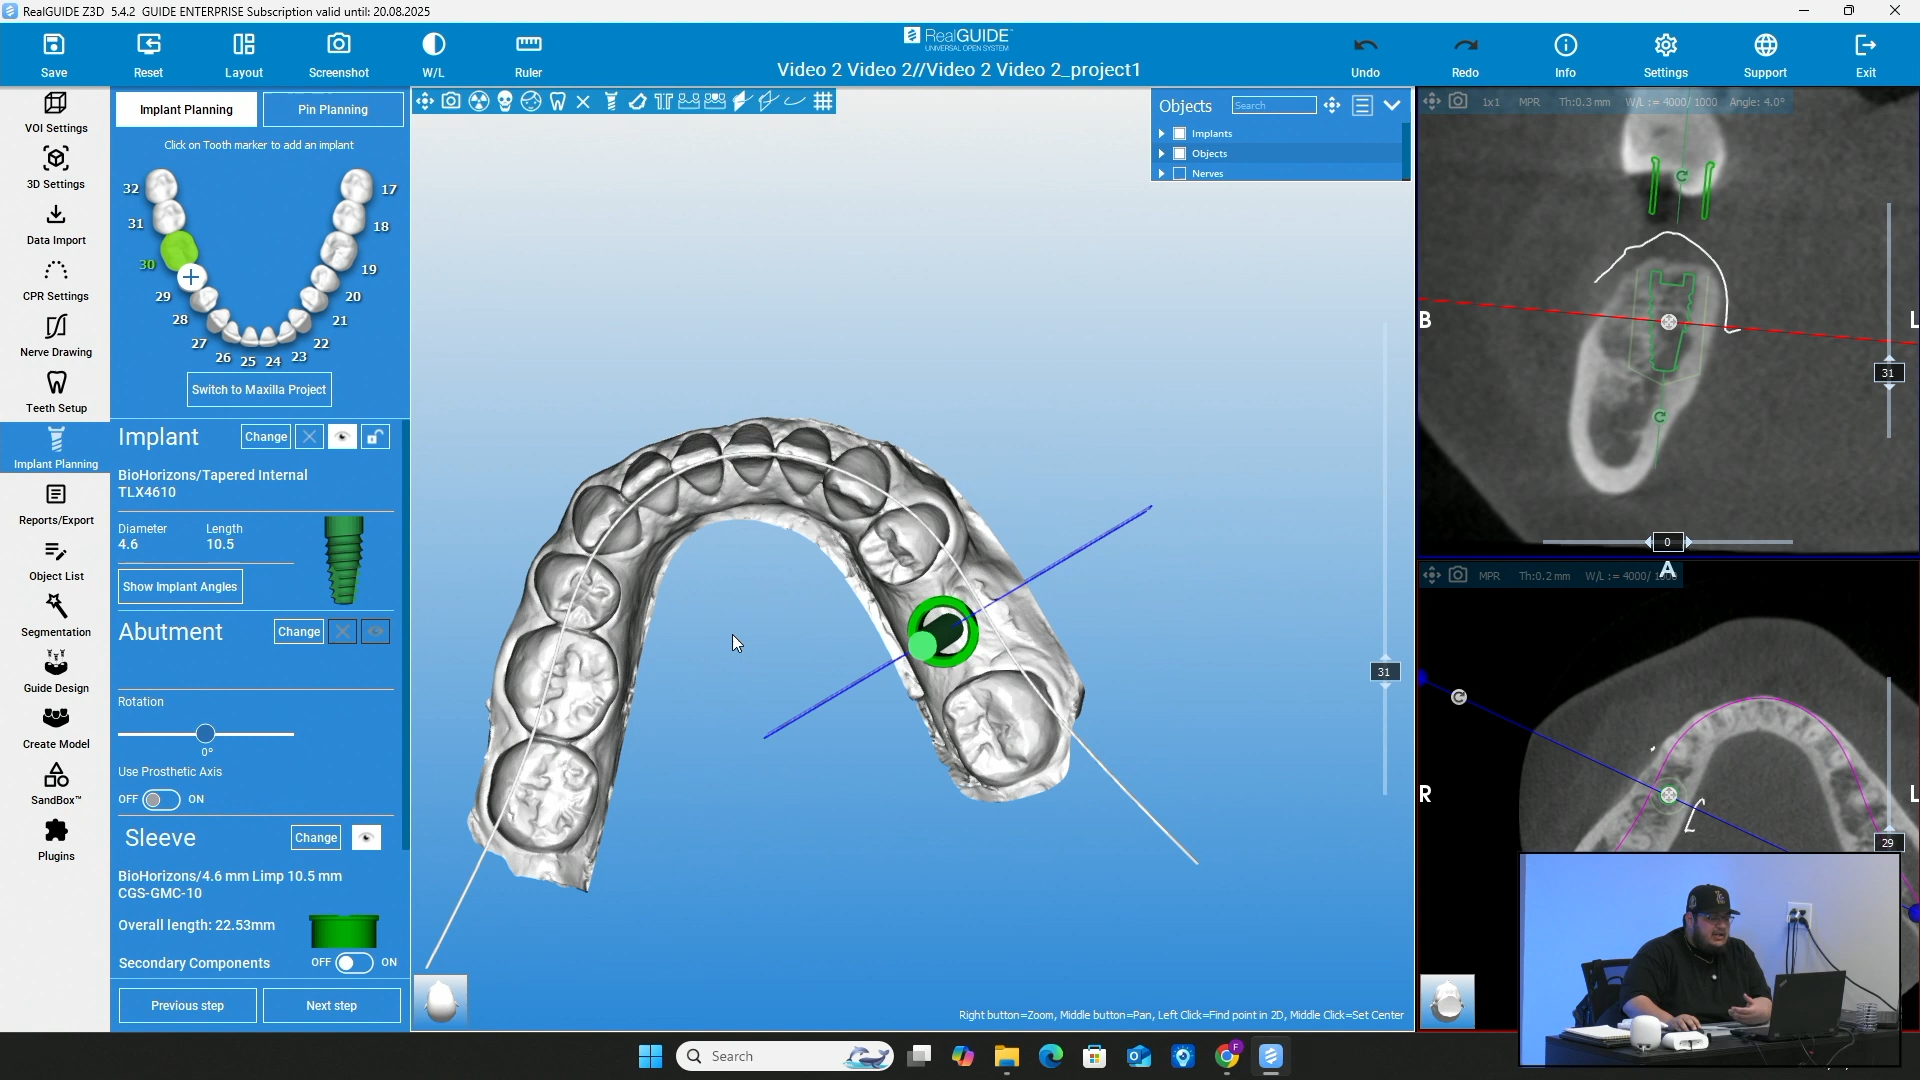 RealGUIDE Z3D 5.4.2 GUIDE ENTERPRISE Subscription valid until: 20.08.2025
Save
Reset
Layout
Screenshot
W/L
Ruler
RealGUIDE
UNIVERSAL OPEN SYSTEM
Video 2 Video 2//Video 2 Video 2_project1
Undo
Redo
Info
Settings
Support
Exit
VOI Settings
3D Settings
Data Import
CPR Settings
Nerve Drawing
Teeth Setup
Implant Planning
Reports/Export
Object List
Segmentation
Guide Design
Create Model
SandBox™
Plugins
Implant Planning
Pin Planning
Click on Tooth marker to add an implant
32
17
31
18
30
19
29
20
28
21
27
22
26
25
24
23
Switch to Maxilla Project
Implant
Change
BioHorizons/Tapered Internal
TLX4610
Diameter
Length
4.6
10.5
Show Implant Angles
Abutment
Change
Rotation
0°
Use Prosthetic Axis
OFF
ON
Sleeve
Change
BioHorizons/4.6 mm Limp 10.5 mm
CGS-GMC-10
Overall length: 22.53mm
Secondary Components
OFF
ON
Previous step
Next step
Objects
Search
Implants
Objects
Nerves
31
Right button=Zoom, Middle button=Pan, Left Click=Find point in 2D, Middle Click=Set Center
1x1 MPR Th:0.3 mm W/L := 4000/ 1000 Angle: 4.0°
B
L
31
0
MPR Th:0.2 mm W/L := 4000/
A
R
L
29
Search
F